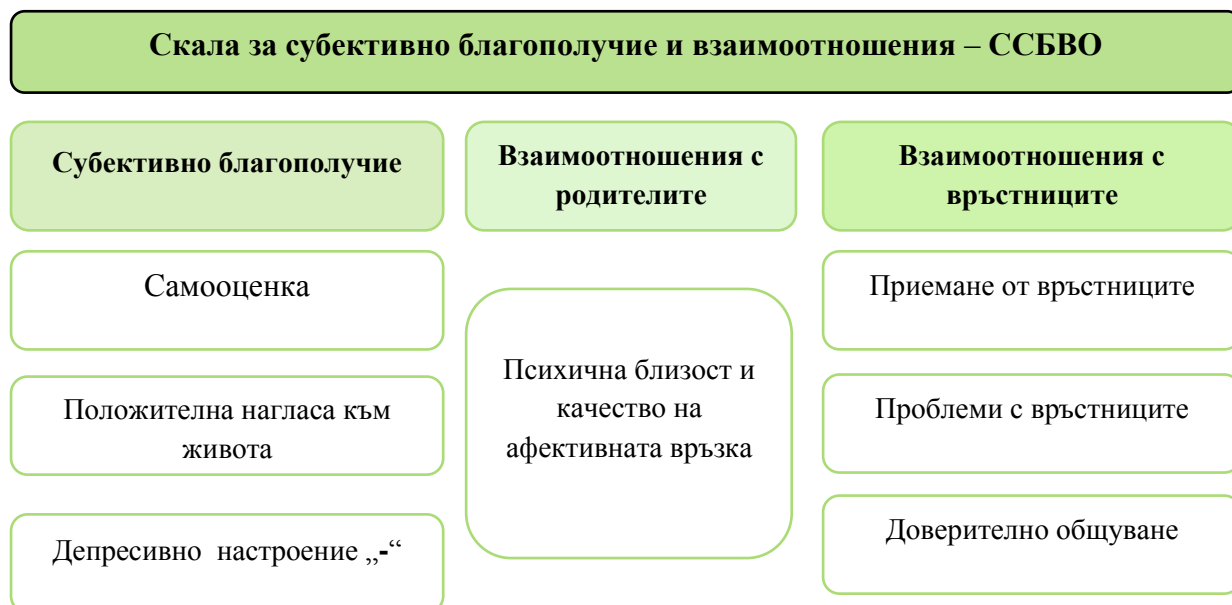 Скала за субективно благополучие и взаимоотношения – ССБВО
Субективно благополучие
Взаимоотношения с
родителите
Взаимоотношения с
връстниците
Самооценка
Положителна нагласа към
живота
Депресивно настроение „-“
Психична близост и
качество на
афективната връзка
Приемане от връстниците
Проблеми с връстниците
Доверително общуване